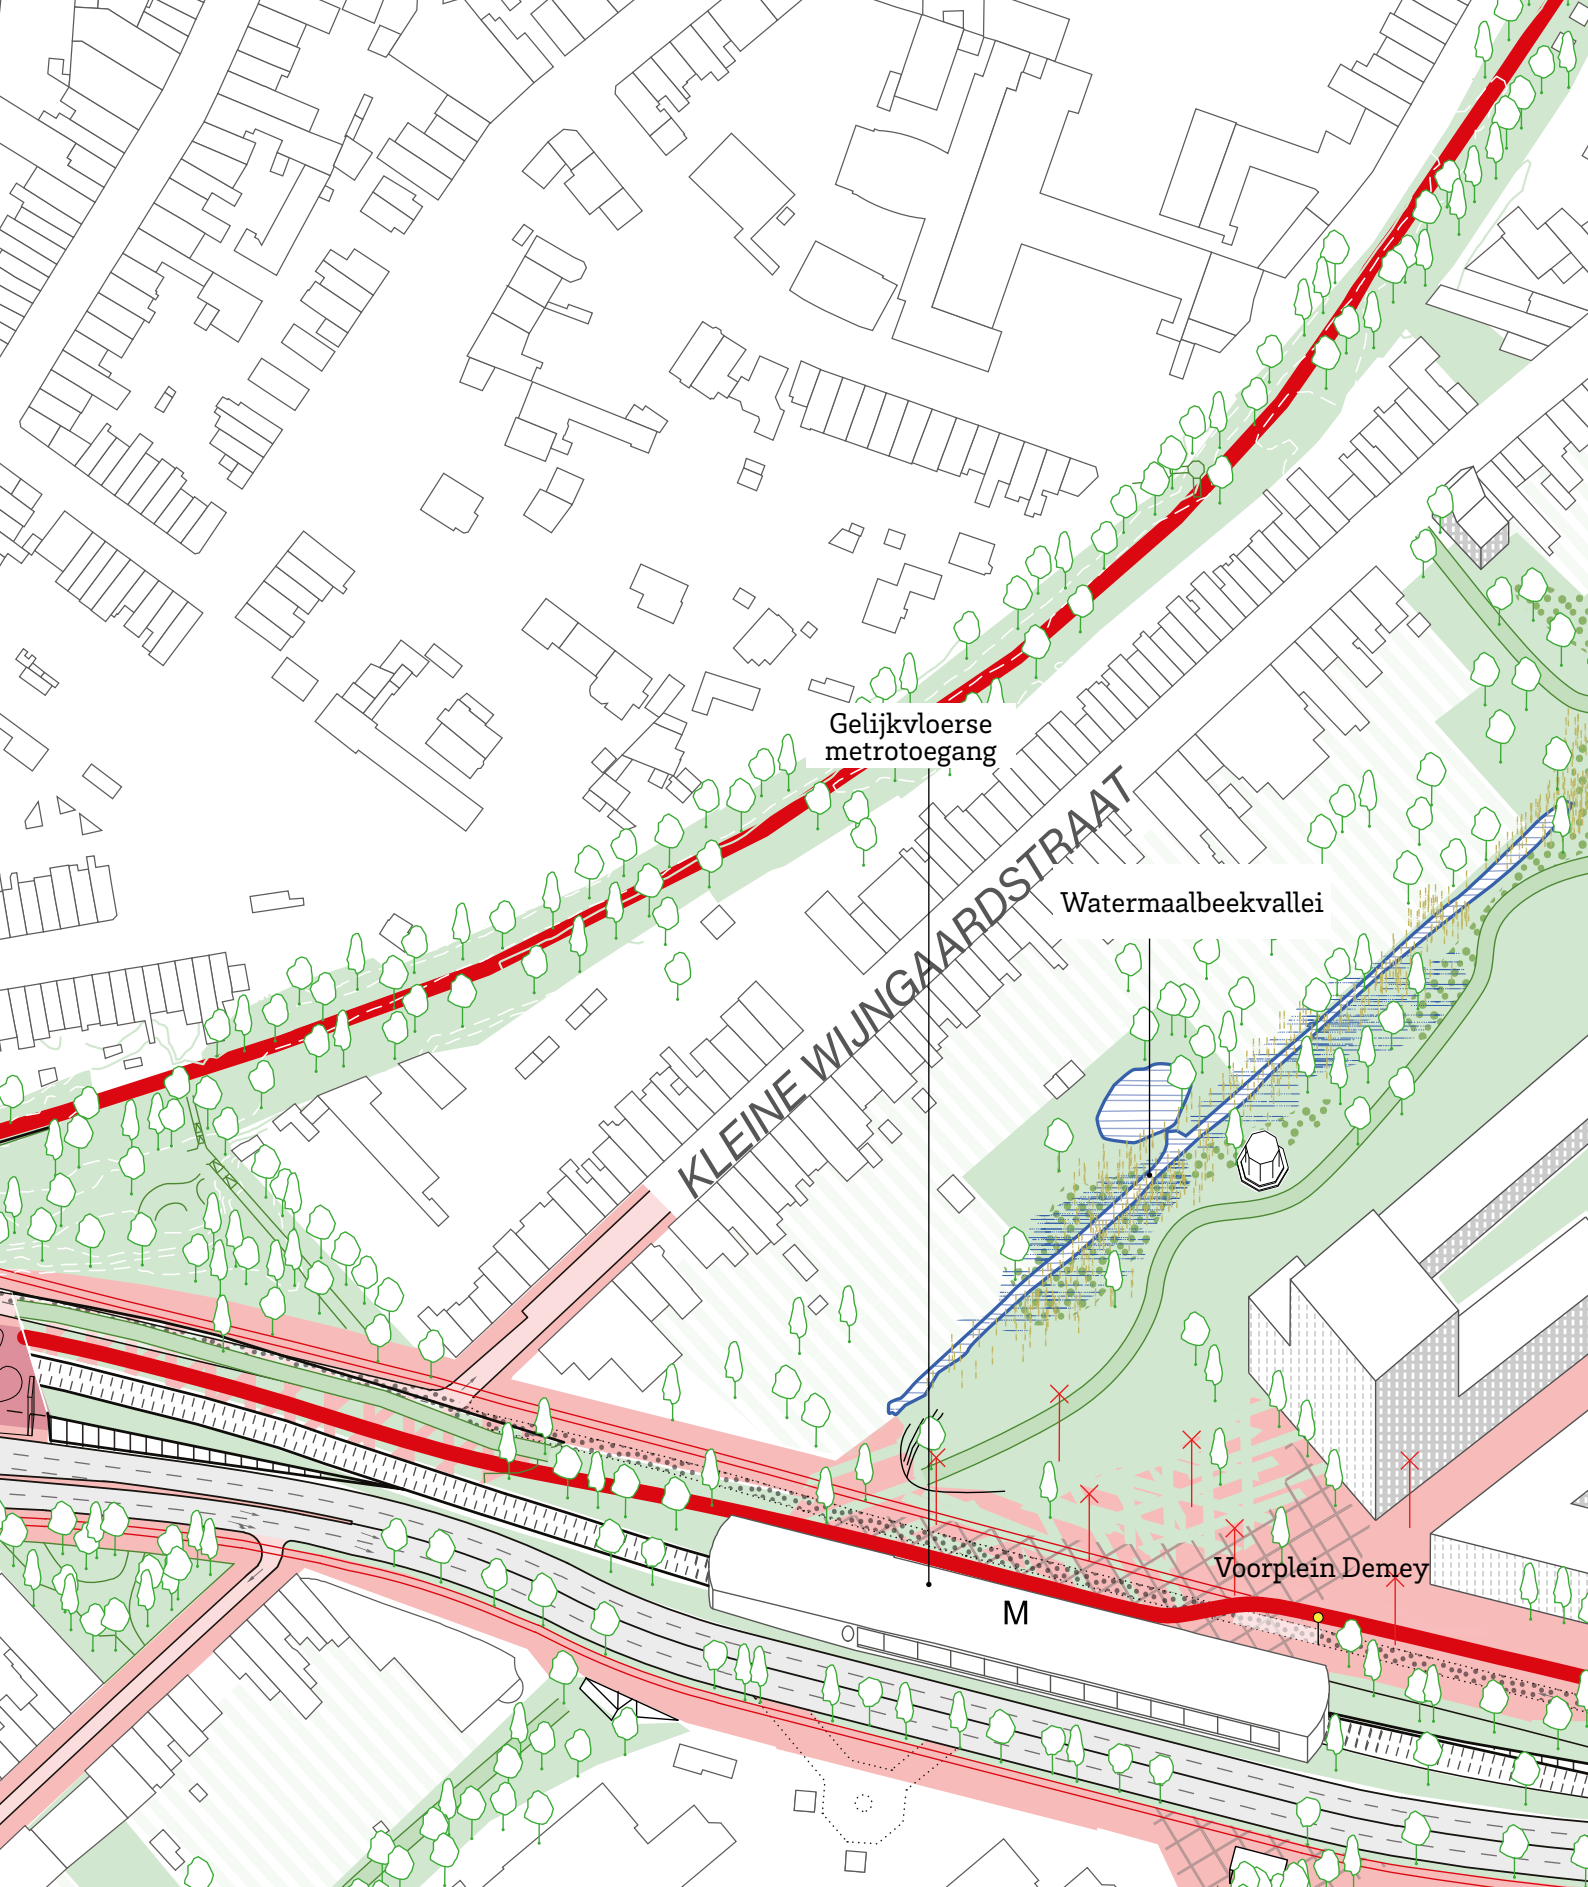 Gelijkvloerse
metrotoegang
KLEINE WIJNGAARDSTRAAT
Watermaalbeekvallei
Voorplein Demey
M